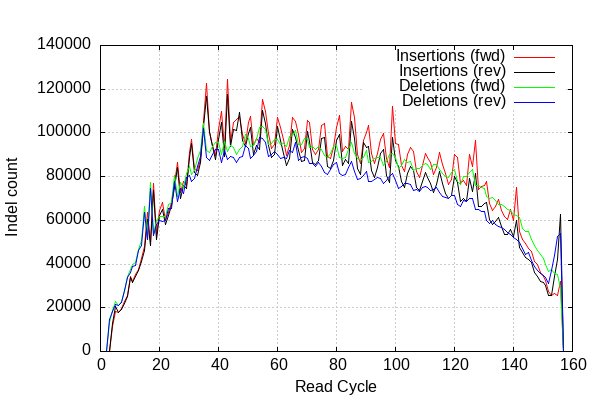 140000
Insertions (fwd)
Insertions (rev)
Deletions (fwd)
Deletions (rev)
120000
100000
80000
60000
40000
20000
0
Indel count
0 20 40 60 80 100 120 140 160
Read Cycle